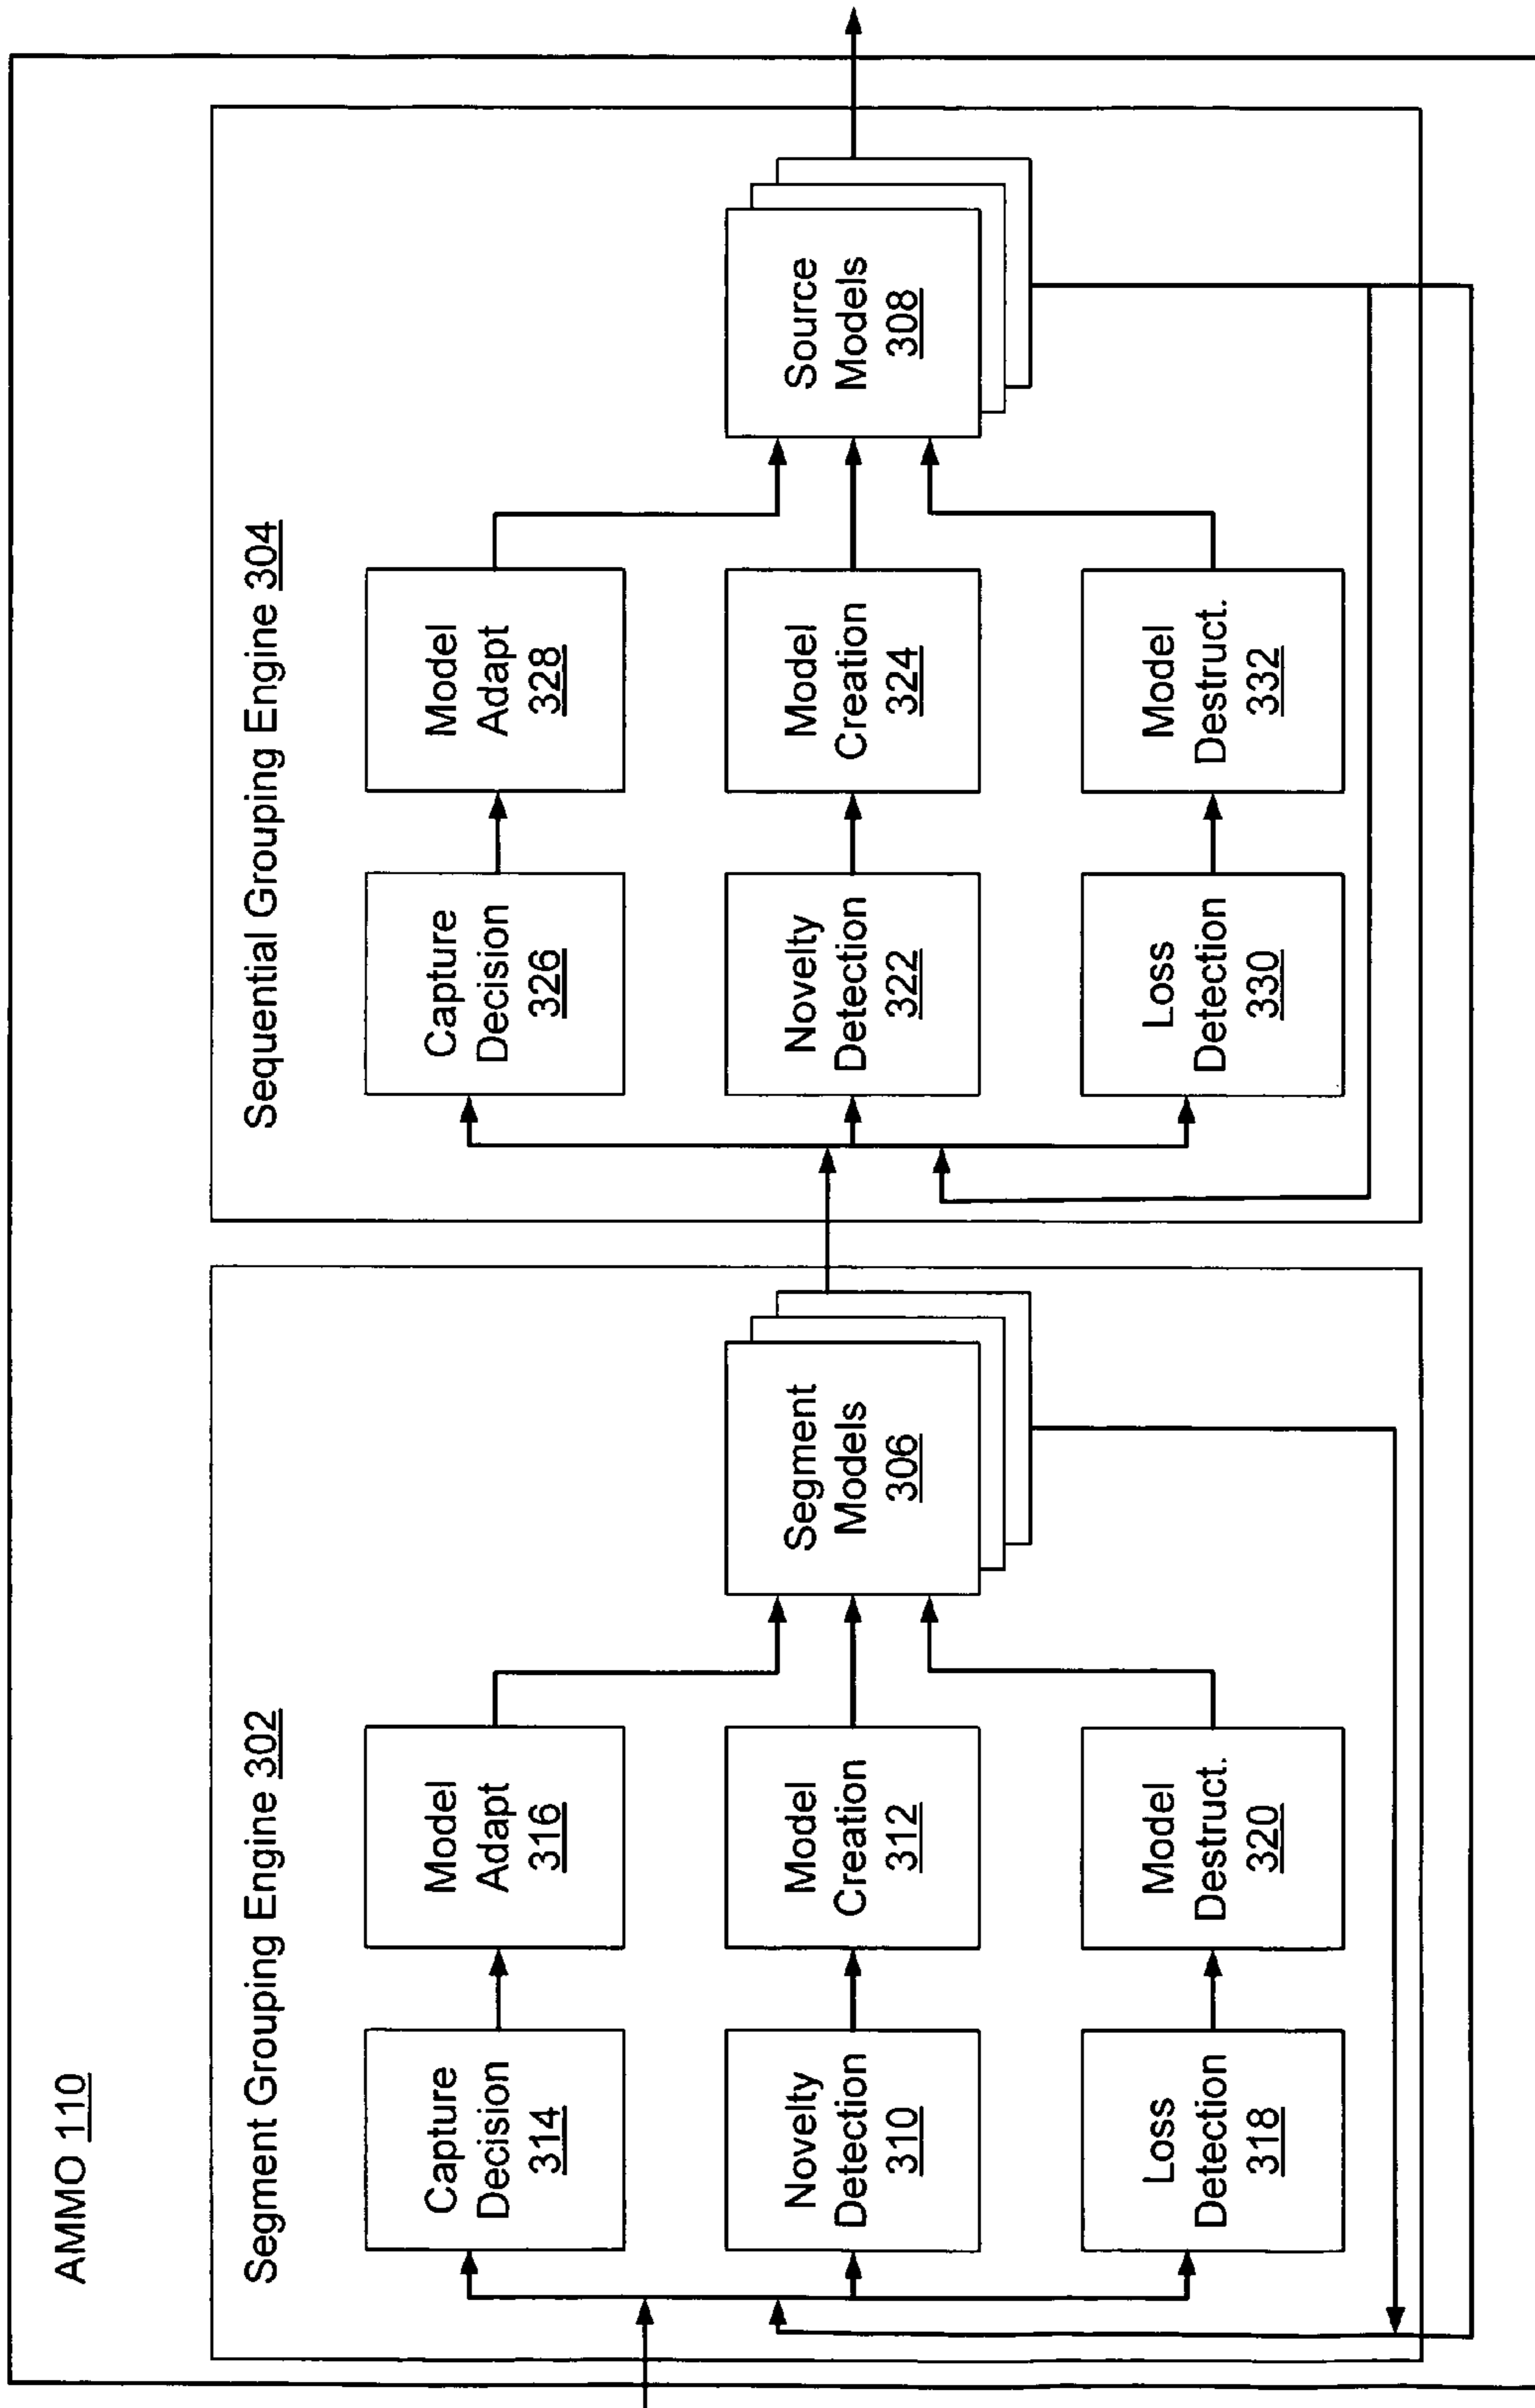 AMMO 110
Segment Grouping Engine 302
Capture
Decision
314
Model
Adapt
316
Novelty
Detection
310
Model
Creation
312
Segment
Models
306
Loss
Detection
318
Model
Destruct.
320
Sequential Grouping Engine 304
Capture
Decision
326
Model
Adapt
328
Novelty
Detection
322
Model
Creation
324
Source
Models
308
Loss
Detection
330
Model
Destruct.
332